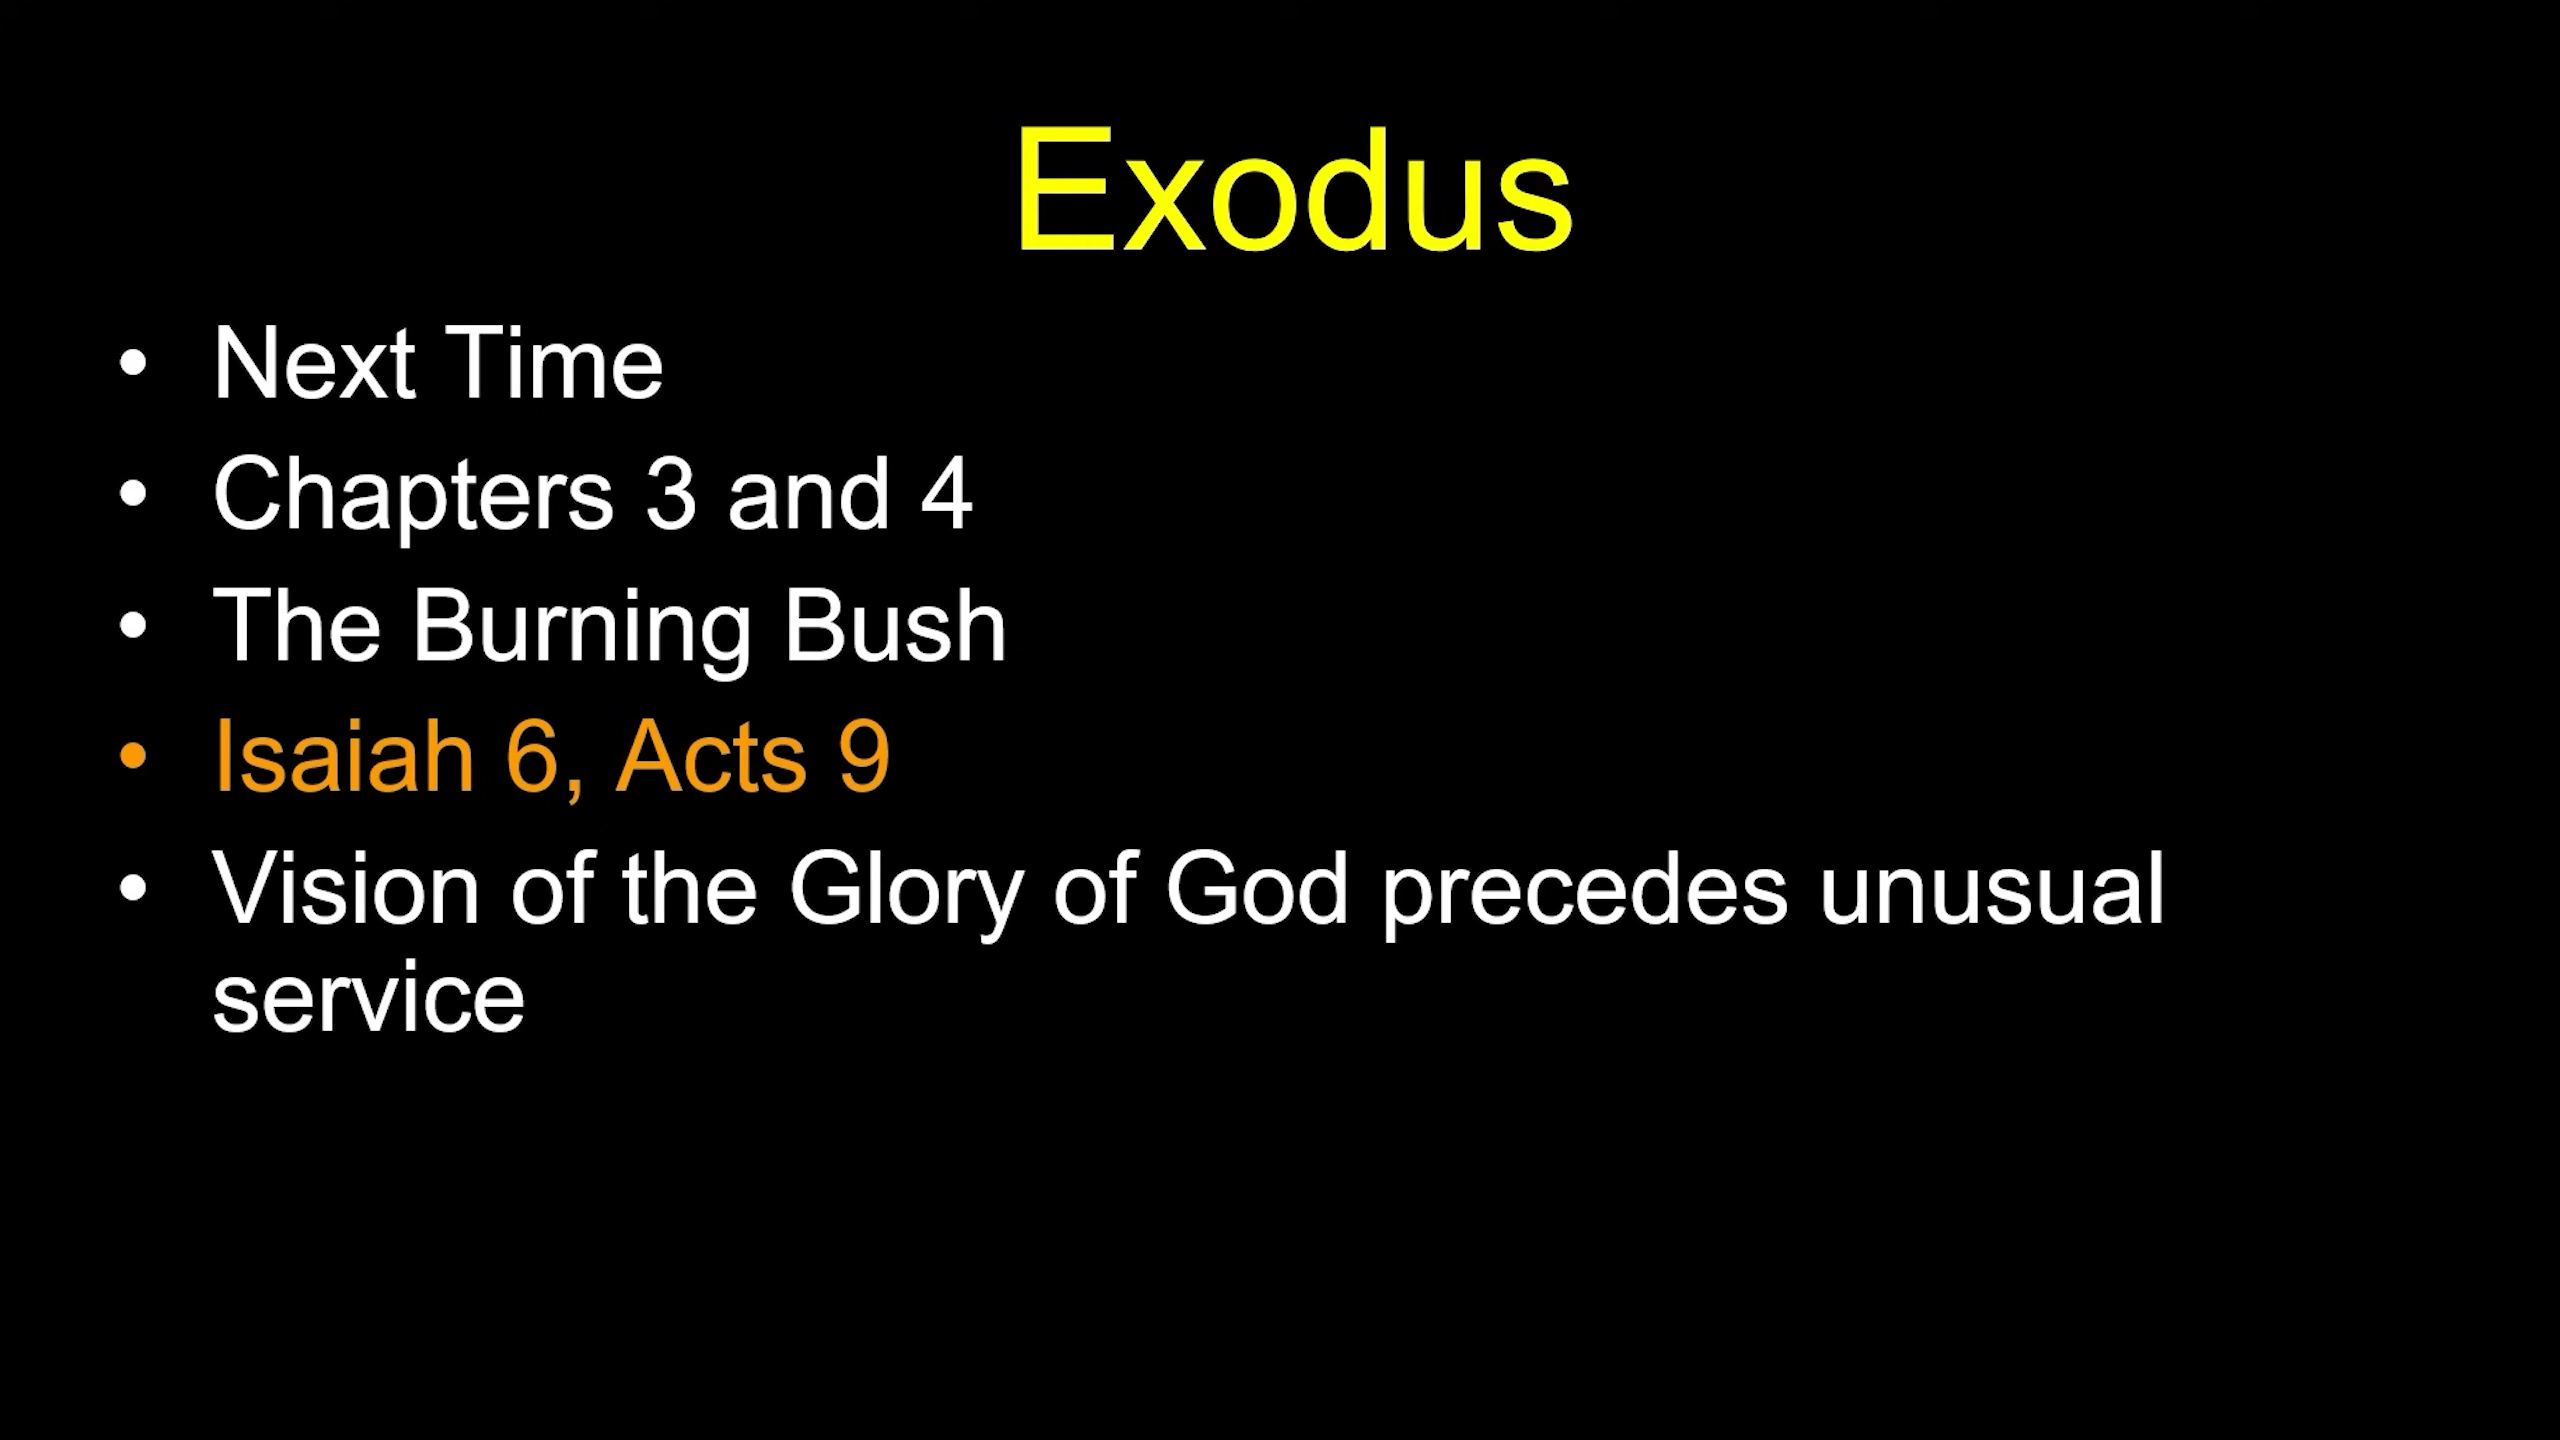 Exodus
• Next Time
• Chapters 3 and 4
• The Burning Bush
• Isaiah 6, Acts 9
• Vision of the Glory of God precedes unusual
service